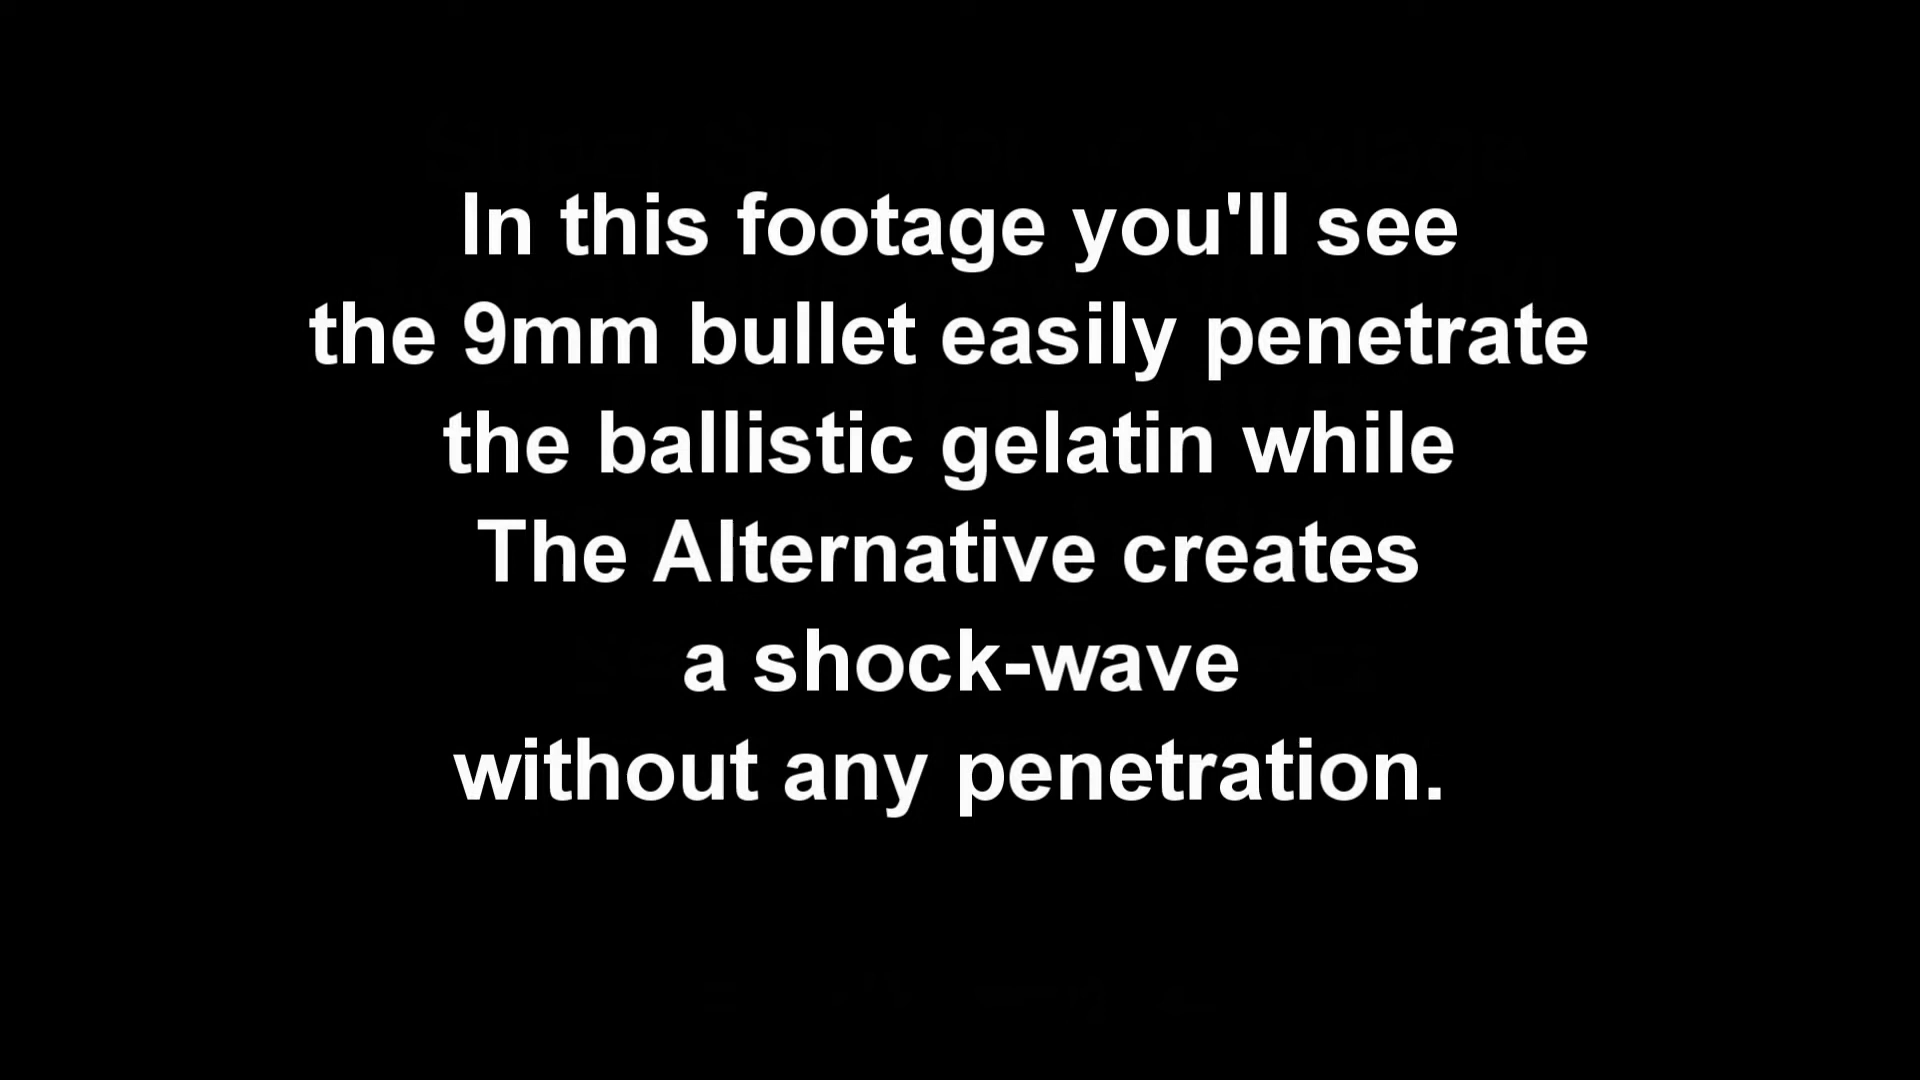 In this footage you'll see
the 9mm bullet easily penetrate
the ballistic gelatin while
The Alternative creates
a shock-wave
without any penetration.